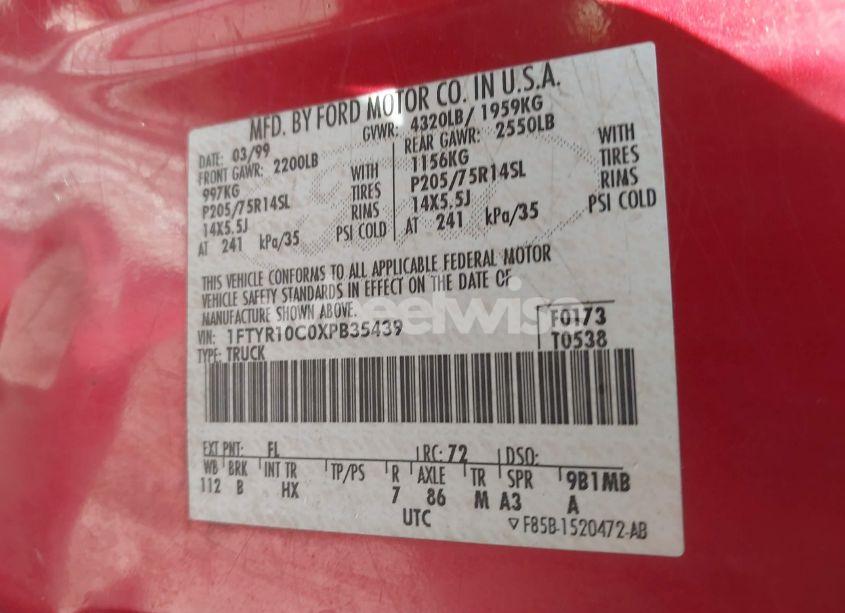 MFD. BY FORD MOTOR CO. IN U.S.A.
DATE: 03/99 GVWR: 4320LB/ 1959KG
FRONT GAWR: 2200LB REAR GAWR: 2550LB
997KG WITH 1156KG WITH
P205/75R14SL TIRES P205/75R14SL TIRES
14X5.5J RIMS 14X5.5J RIMS
AT 241 kPa/35 PSI COLD AT 241 kPa/35 PSI COLD
THIS VEHICLE CONFORMS TO ALL APPLICABLE FEDERAL MOTOR
VEHICLE SAFETY STANDARDS IN EFFECT ON THE DATE OF
MANUFACTURE SHOWN ABOVE.
VIN: 1FTYR10C0XPB35439 F0173
TYPE: TRUCK T0538
EXT PNT: FL RC: 72 DSO:
WB BRK INT TR TP/PS R AXLE TR SPR 9B1MB
112 B HX 7 86 M A3 A
UTC F85B-1520472-AB